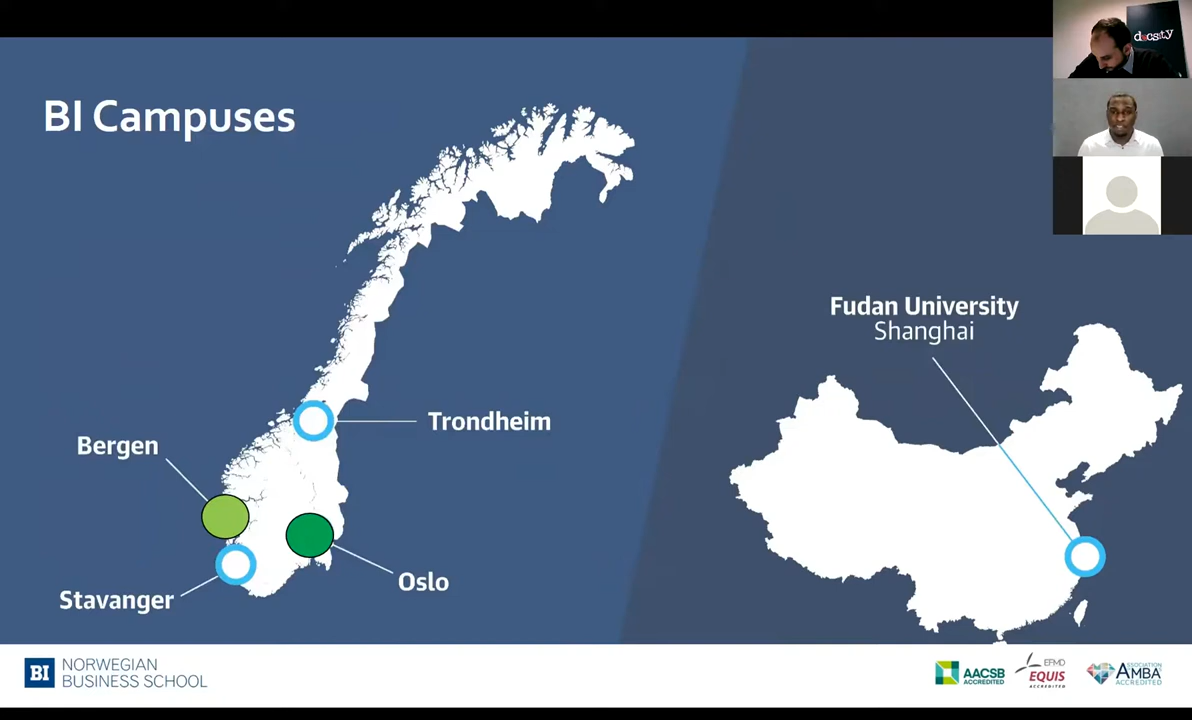 BI Campuses
docsity
Fudan University
Shanghai
Trondheim
Bergen
Oslo
Stavanger
BI
NORWEGIAN
BUSINESS SCHOOL
AACSB
ACCREDITED
EFMD
EQUIS
ACCREDITED
ASSOCIATION
AMBA
ACCREDITED